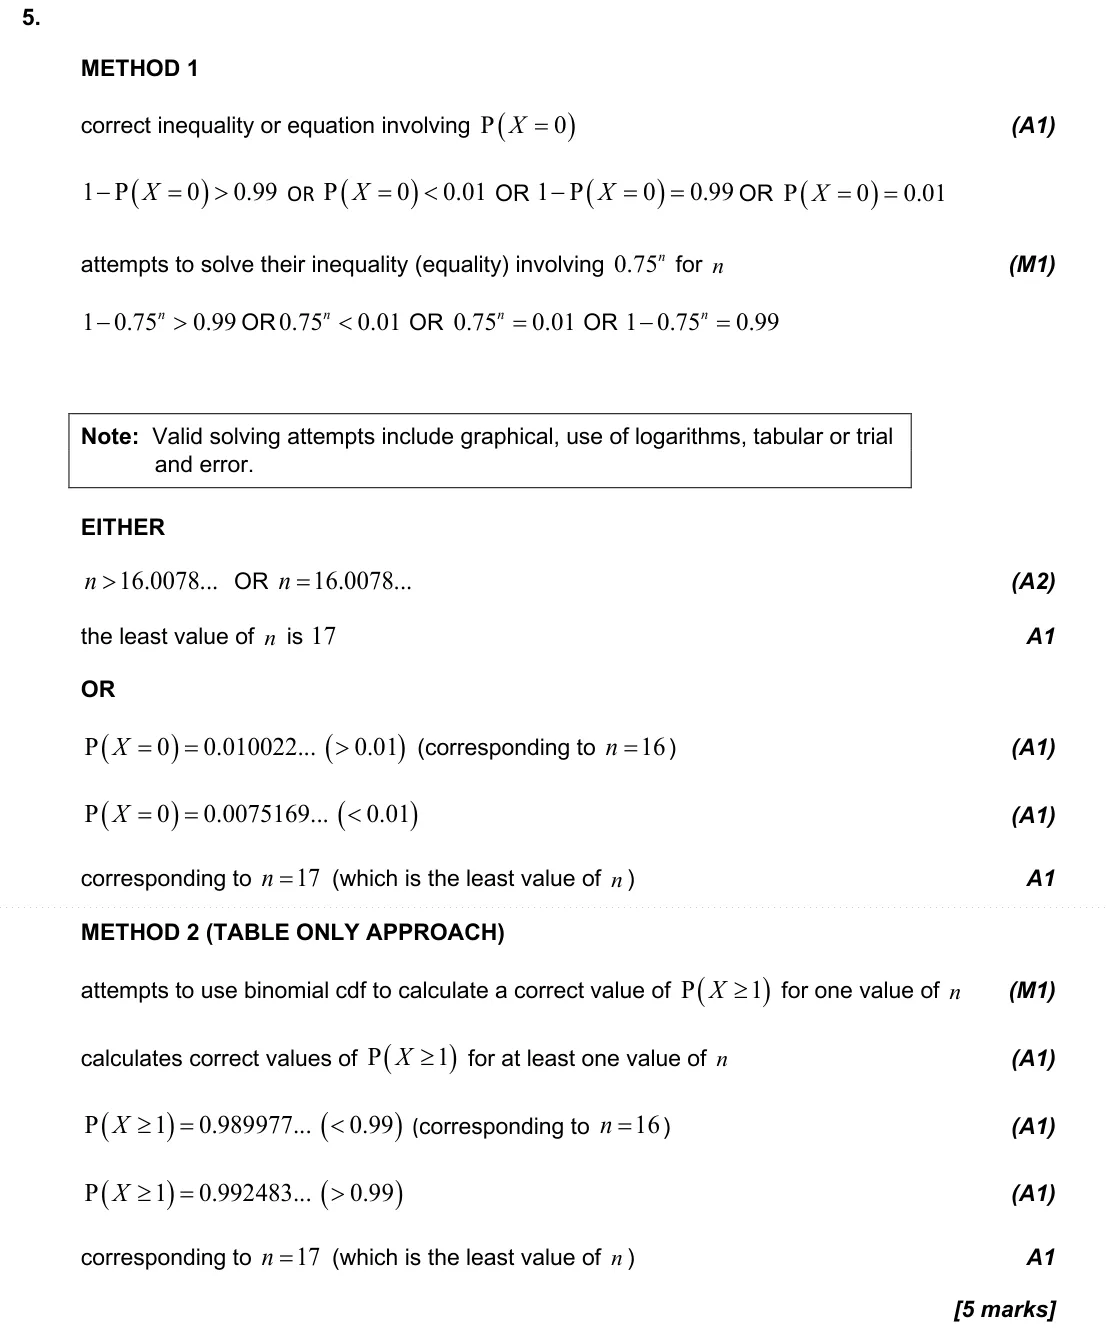 5.
METHOD 1
correct inequality or equation involving P(X = 0) (A1)
1−P(X = 0) > 0.99 OR P(X = 0) < 0.01 OR 1−P(X = 0) = 0.99 OR P(X = 0) = 0.01
attempts to solve their inequality (equality) involving 0.75ⁿ for n (M1)
1−0.75ⁿ > 0.99 OR 0.75ⁿ < 0.01 OR 0.75ⁿ = 0.01 OR 1−0.75ⁿ = 0.99
Note: Valid solving attempts include graphical, use of logarithms, tabular or trial
and error.
EITHER
n > 16.0078... OR n = 16.0078... (A2)
the least value of n is 17 A1
OR
P(X = 0) = 0.010022... (> 0.01) (corresponding to n = 16) (A1)
P(X = 0) = 0.0075169... (< 0.01) (A1)
corresponding to n = 17 (which is the least value of n) A1
METHOD 2 (TABLE ONLY APPROACH)
attempts to use binomial cdf to calculate a correct value of P(X ≥ 1) for one value of n (M1)
calculates correct values of P(X ≥ 1) for at least one value of n (A1)
P(X ≥ 1) = 0.989977... (< 0.99) (corresponding to n = 16) (A1)
P(X ≥ 1) = 0.992483... (> 0.99) (A1)
corresponding to n = 17 (which is the least value of n) A1
[5 marks]